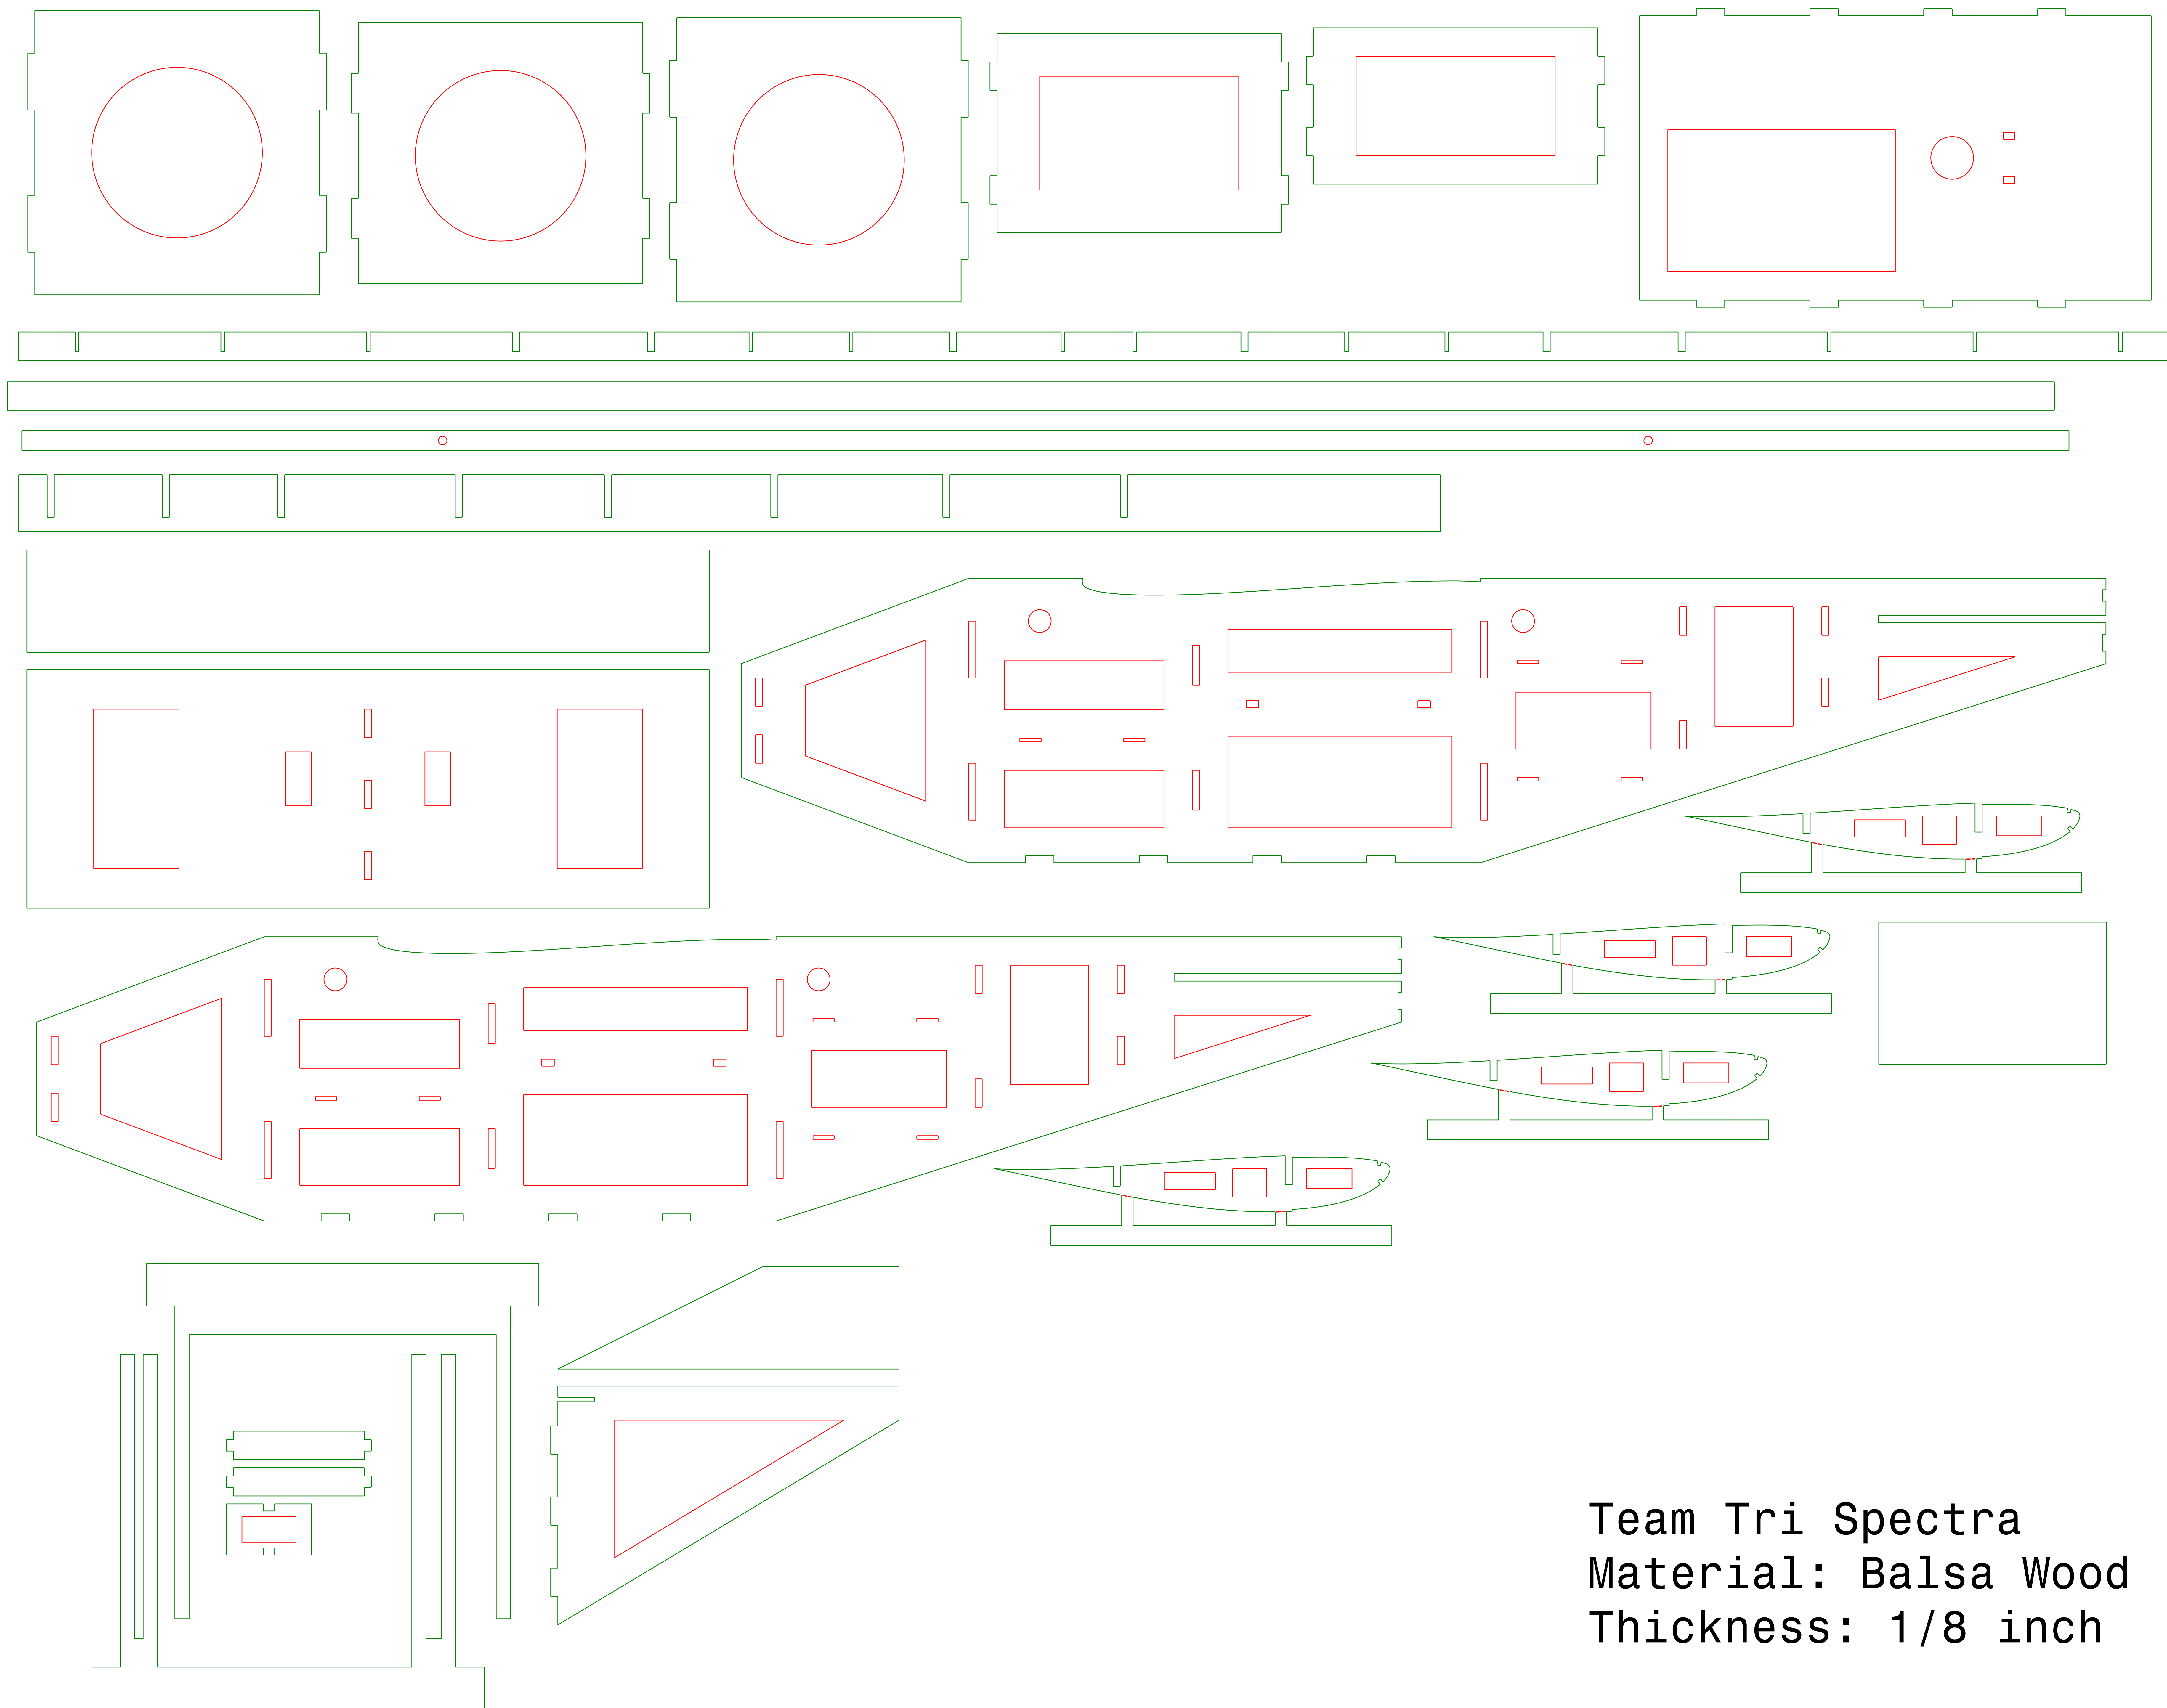 Team Tri Spectra
Material: Balsa Wood
Thickness: 1/8 inch